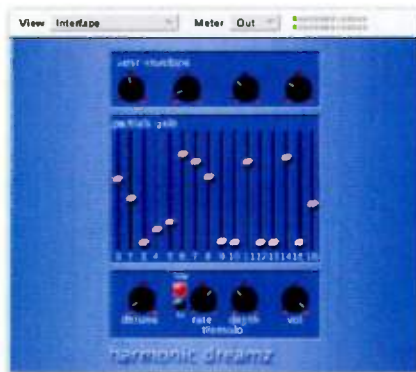 View Interface Meter Out
partials gain
1 2 3 4 5 6 7 8 9 10 11 12 13 14 15 16
detune rate depth vol
tremolo
harmonic dreamz